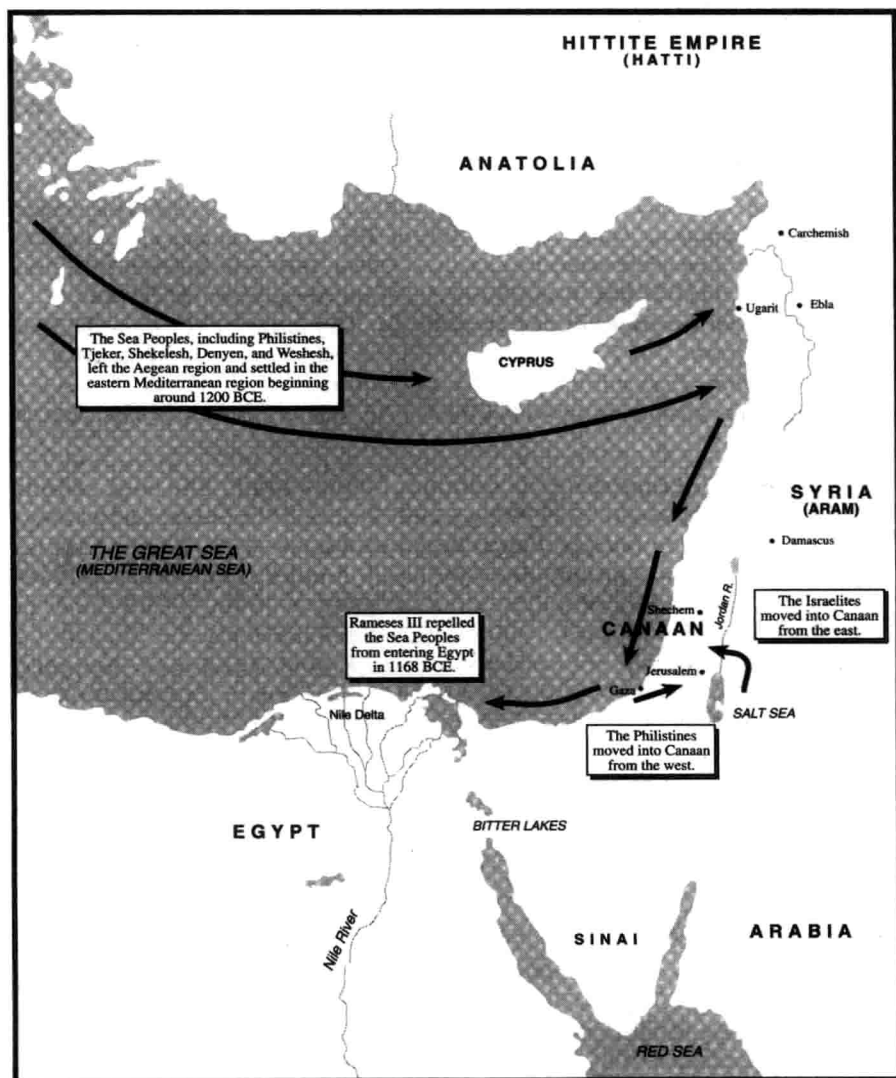 HITTITE EMPIRE
(HATTI)
ANATOLIA
Carchemish
Ugarit
Ebla
The Sea Peoples, including Philistines,
Tjeker, Shekelesh, Denyen, and Weshesh,
left the Aegean region and settled in the
eastern Mediterranean region beginning
around 1200 BCE.
CYPRUS
SYRIA
(ARAM)
Damascus
THE GREAT SEA
(MEDITERRANEAN SEA)
Jordan R.
The Israelites
moved into Canaan
from the east.
Shechem
CANAAN
Rameses III repelled
the Sea Peoples
from entering Egypt
in 1168 BCE.
Jerusalem
Gaza
SALT SEA
Nile Delta
The Philistines
moved into Canaan
from the west.
EGYPT
BITTER LAKES
Nile River
SINAI
ARABIA
RED SEA